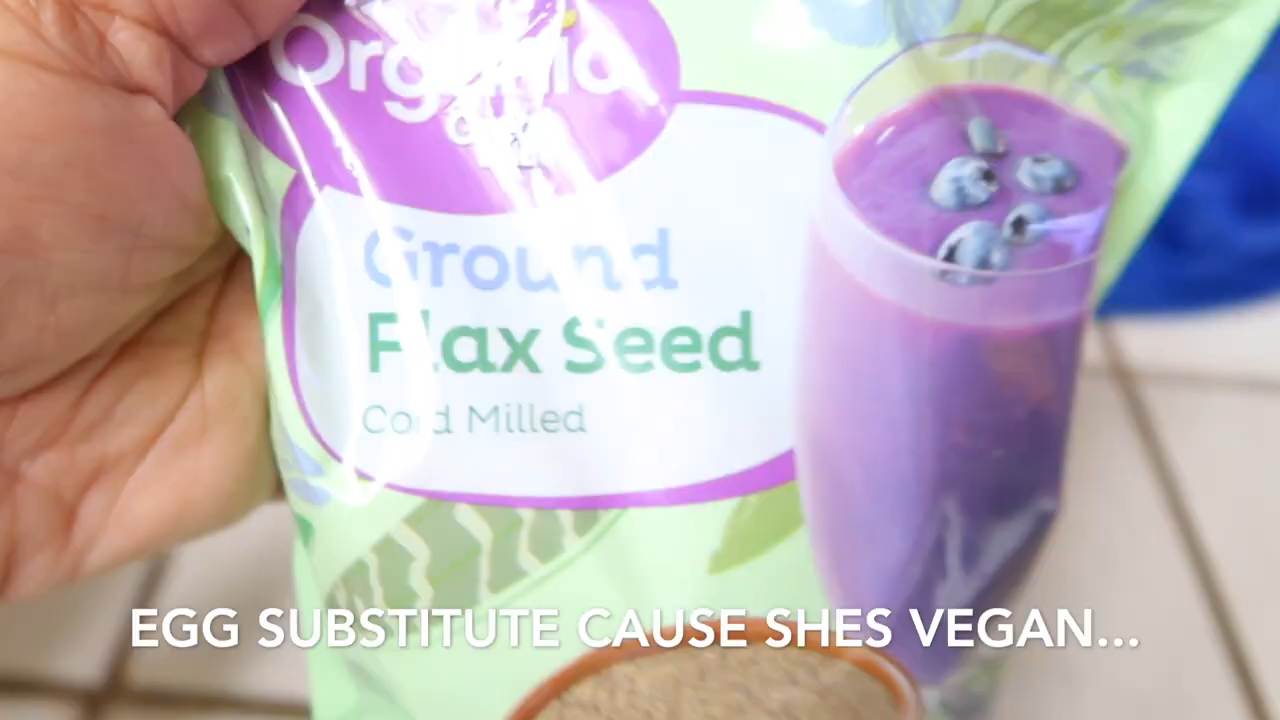 Organic
Ground
Flax Seed
Cold Milled
EGG SUBSTITUTE CAUSE SHES VEGAN...